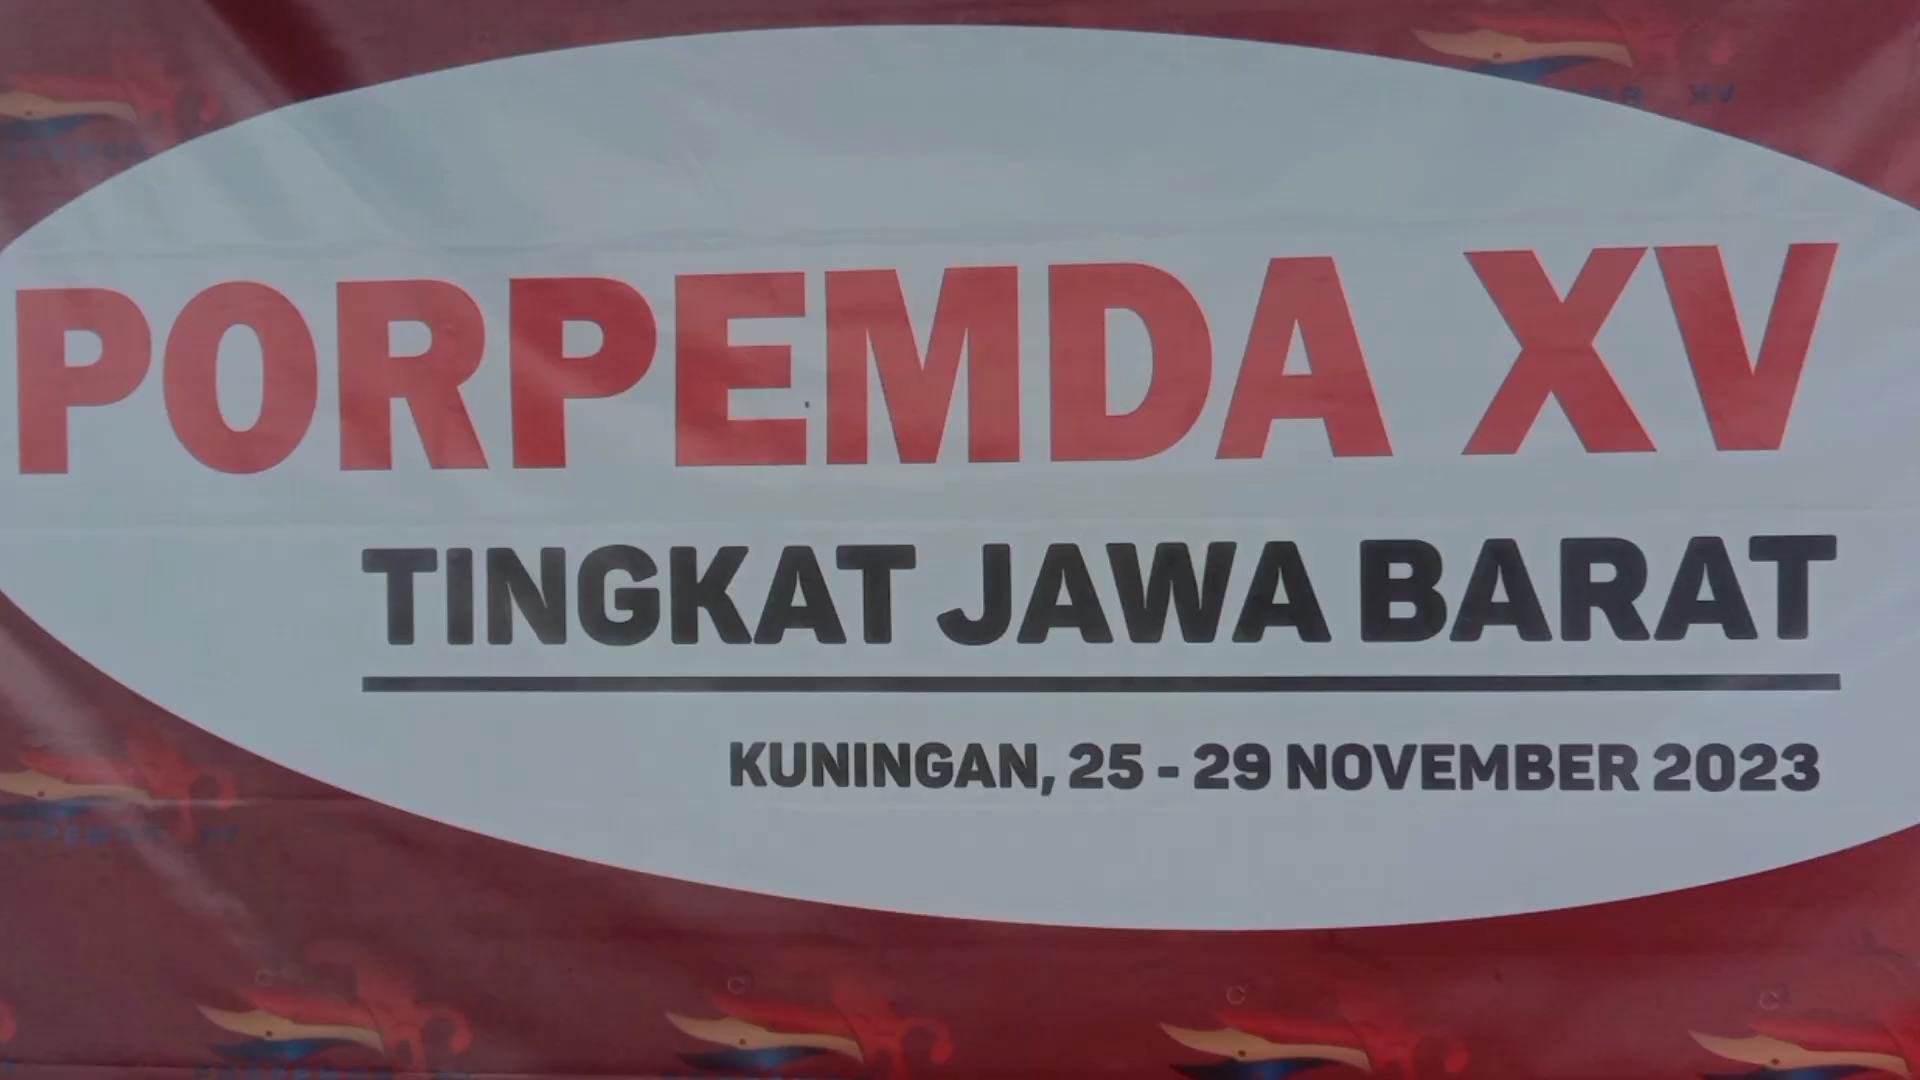 PORPEMDA XV
TINGKAT JAWA BARAT
KUNINGAN, 25 - 29 NOVEMBER 2023